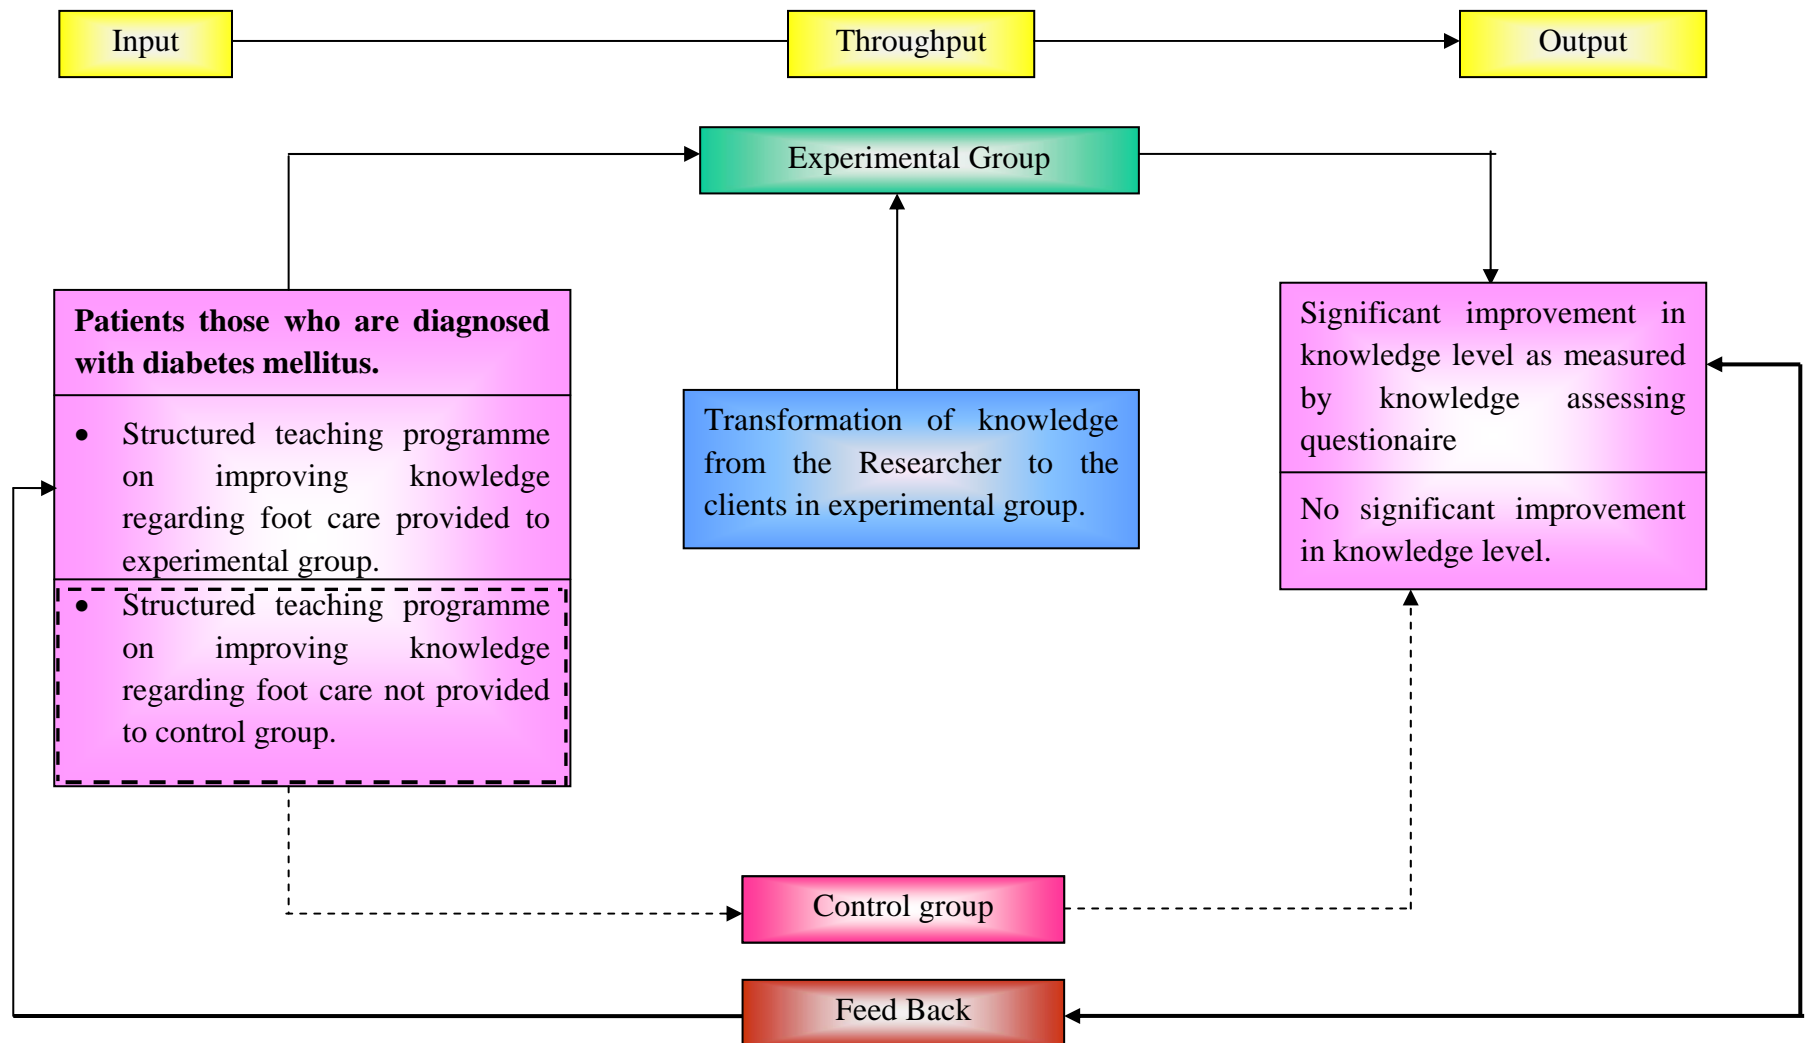 Input
Throughput
Output
Experimental Group
Patients those who are diagnosed
with diabetes mellitus.
• Structured teaching programme
on improving knowledge
regarding foot care provided to
experimental group.
• Structured teaching programme
on improving knowledge
regarding foot care not provided
to control group.
Transformation of knowledge
from the Researcher to the
clients in experimental group.
Significant improvement in
knowledge level as measured
by knowledge assessing
questionaire
No significant improvement
in knowledge level.
Control group
Feed Back